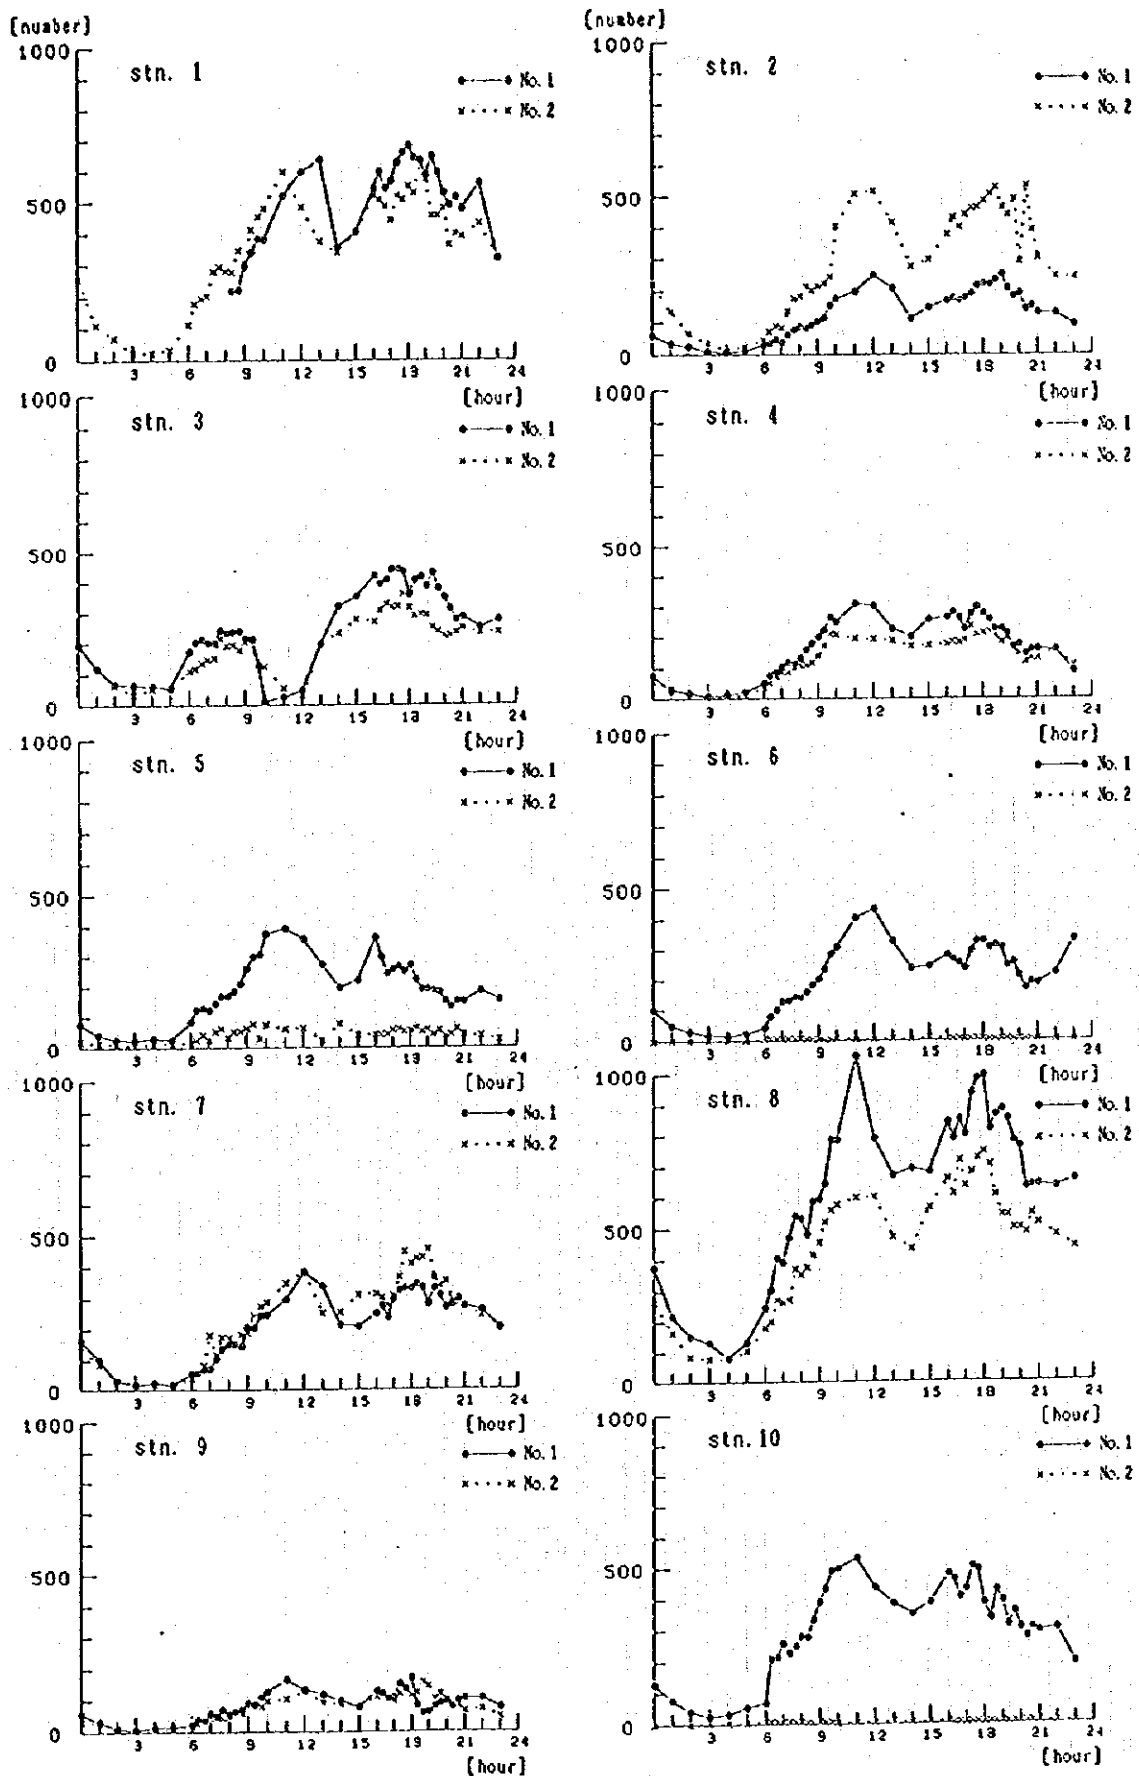 [number]
1000
stn. 1
No. 1
No. 2
500
0
3 6 9 12 15 18 21 24
[hour]
[number]
1000
stn. 2
No. 1
No. 2
500
0
3 6 9 12 15 18 21 24
[hour]
1000
stn. 3
No. 1
No. 2
500
0
3 6 9 12 15 18 21 24
[hour]
1000
stn. 4
No. 1
No. 2
500
0
3 6 9 12 15 18 21 24
[hour]
1000
stn. 5
No. 1
No. 2
500
0
3 6 9 12 15 18 21 24
[hour]
1000
stn. 6
No. 1
No. 2
500
0
3 6 9 12 15 18 21 24
[hour]
1000
stn. 7
No. 1
No. 2
500
0
3 6 9 12 15 18 21 24
[hour]
1000
stn. 8
No. 1
No. 2
500
0
3 6 9 12 15 18 21 24
[hour]
1000
stn. 9
No. 1
No. 2
500
0
3 6 9 12 15 18 21 24
[hour]
1000
stn. 10
No. 1
No. 2
500
0
3 6 9 12 15 18 21 24
[hour]